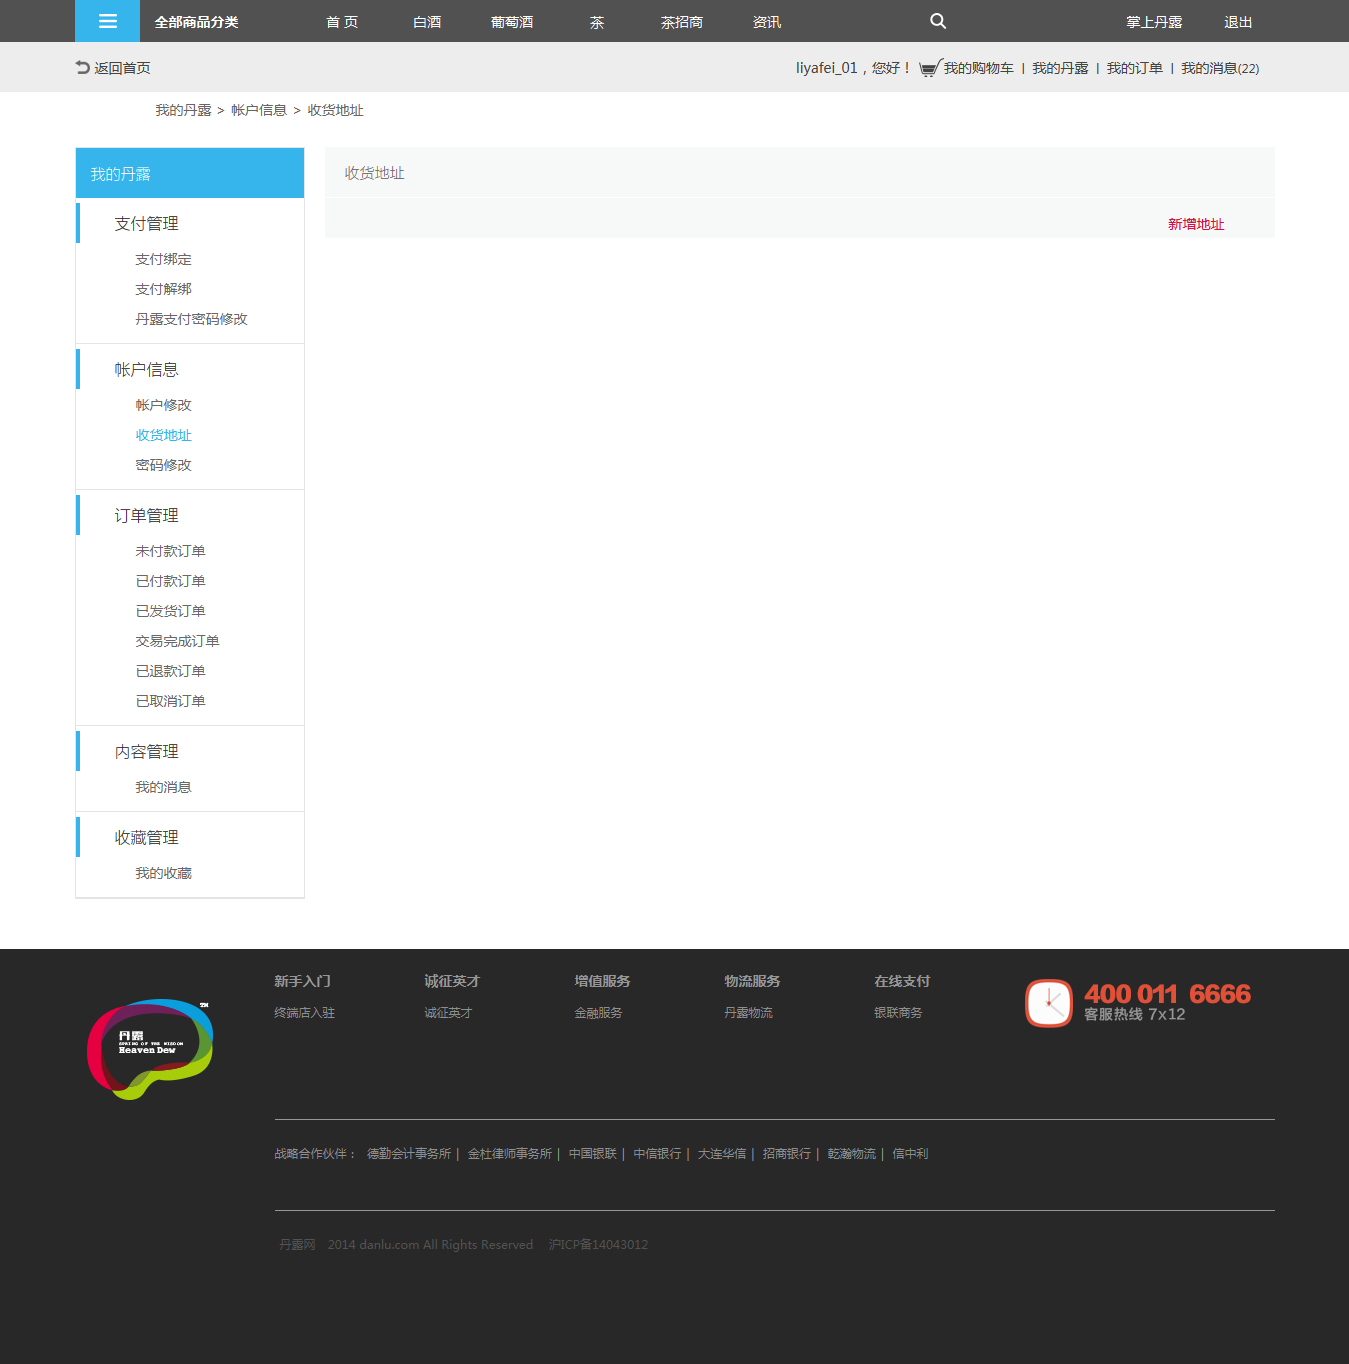 全部商品分类 首 页 白酒 葡萄酒 茶 茶招商 资讯 掌上丹露 退出
返回首页 liyafei_01，您好！ 我的购物车 | 我的丹露 | 我的订单 | 我的消息(22)
我的丹露 > 帐户信息 > 收货地址
我的丹露
支付管理
支付绑定
支付解绑
丹露支付密码修改
帐户信息
帐户修改
收货地址
密码修改
订单管理
未付款订单
已付款订单
已发货订单
交易完成订单
已退款订单
已取消订单
内容管理
我的消息
收藏管理
我的收藏
收货地址
新增地址
丹露
SPRING OF THE WISDOM
Heaven Dew
TM
新手入门 诚征英才 增值服务 物流服务 在线支付
终端店入驻 诚征英才 金融服务 丹露物流 银联商务
400 011 6666
客服热线 7x12
战略合作伙伴： 德勤会计事务所 | 金杜律师事务所 | 中国银联 | 中信银行 | 大连华信 | 招商银行 | 乾瀚物流 | 信中利
丹露网 2014 danlu.com All Rights Reserved 沪ICP备14043012